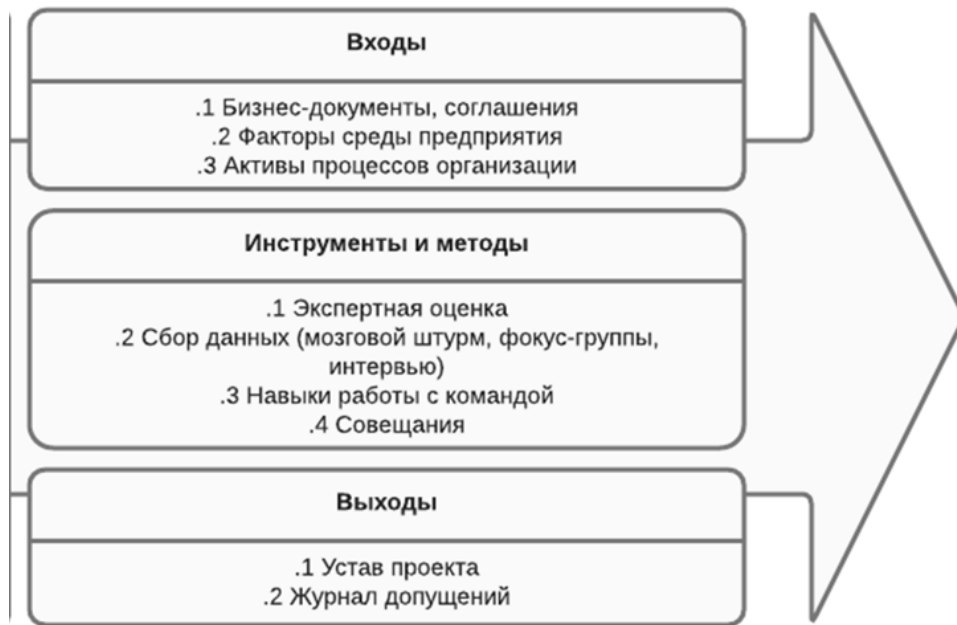 Входы
.1 Бизнес-документы, соглашения
.2 Факторы среды предприятия
.3 Активы процессов организации
Инструменты и методы
.1 Экспертная оценка
.2 Сбор данных (мозговой штурм, фокус-группы,
интервью)
.3 Навыки работы с командой
.4 Совещания
Выходы
.1 Устав проекта
.2 Журнал допущений